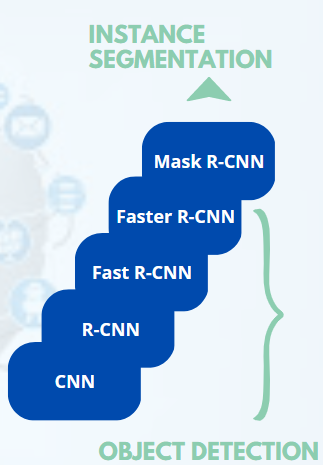 INSTANCE
SEGMENTATION
Mask R-CNN
Faster R-CNN
Fast R-CNN
R-CNN
CNN
OBJECT DETECTION